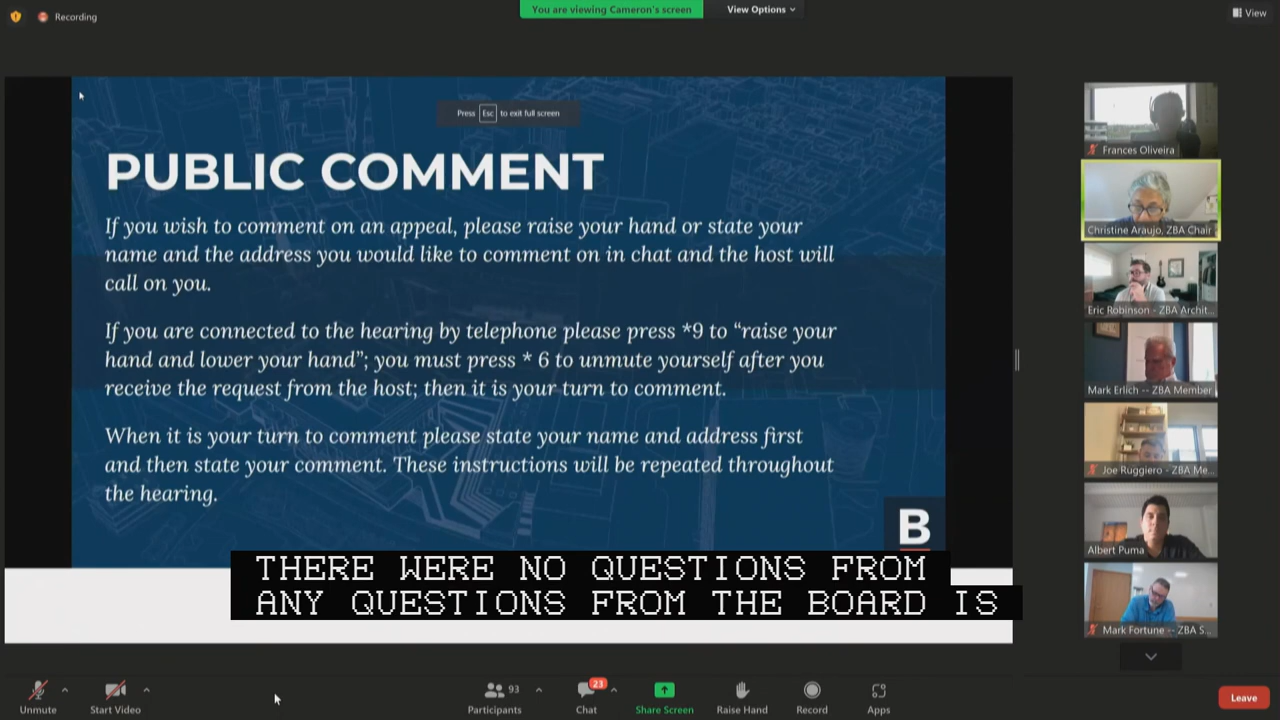 Recording
You are viewing Cameron's screen
View Options
View
Press Esc to exit full screen
PUBLIC COMMENT
If you wish to comment on an appeal, please raise your hand or state your
name and the address you would like to comment on in chat and the host will
call on you.
If you are connected to the hearing by telephone please press *9 to “raise your
hand and lower your hand”; you must press * 6 to unmute yourself after you
receive the request from the host; then it is your turn to comment.
When it is your turn to comment please state your name and address first
and then state your comment. These instructions will be repeated throughout
the hearing.
B
THERE WERE NO QUESTIONS FROM
ANY QUESTIONS FROM THE BOARD IS
Frances Oliveira
Christine Araujo, ZBA Chair
Eric Robinson - ZBA Archit...
Mark Erlich -- ZBA Member
Joe Ruggiero - ZBA Me...
Albert Puma
Mark Fortune -- ZBA S...
Unmute
Start Video
93
Participants
23
Chat
Share Screen
Raise Hand
Record
Apps
Leave